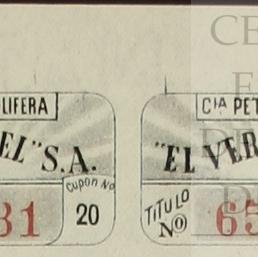 LIFERA
EL" S.A.
Cupon No
31
20
Cia PET
"EL VER
TITULO
No
65
CE
E
D
D